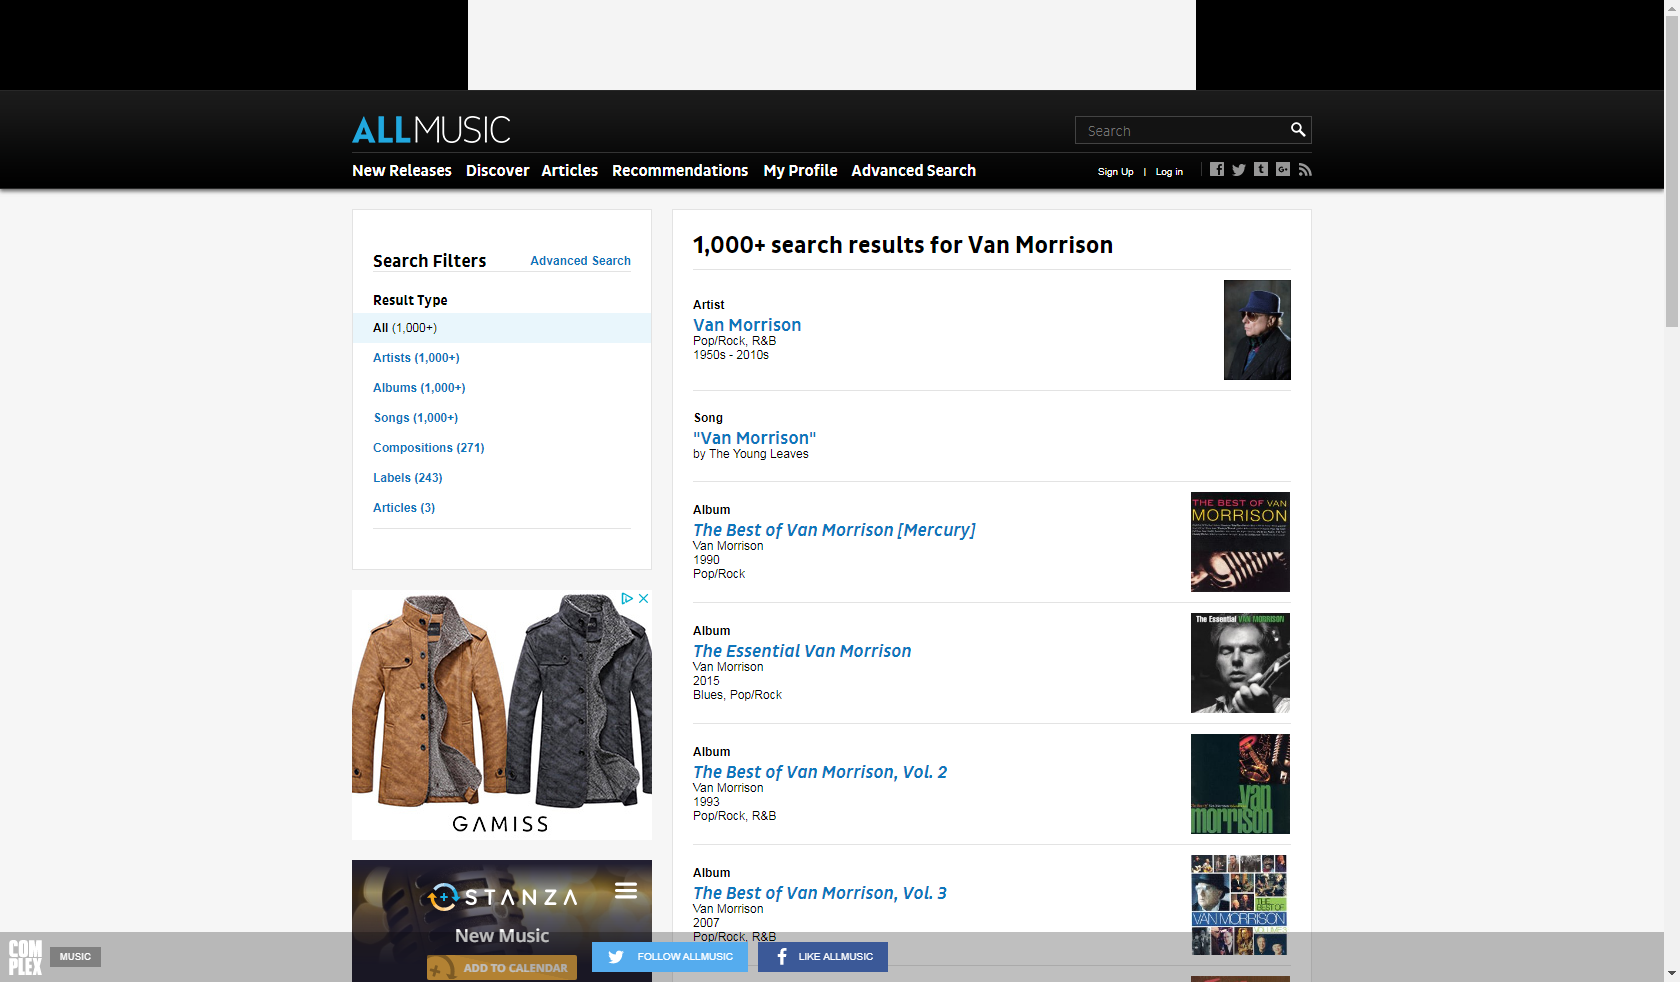 ALLMUSIC
Search
New Releases Discover Articles Recommendations My Profile Advanced Search
Sign Up | Log in
Search Filters
Advanced Search
Result Type
All (1,000+)
Artists (1,000+)
Albums (1,000+)
Songs (1,000+)
Compositions (271)
Labels (243)
Articles (3)
GAMISS
STANZA
New Music
ADD TO CALENDAR
1,000+ search results for Van Morrison
Artist
Van Morrison
Pop/Rock, R&B
1950s - 2010s
Song
"Van Morrison"
by The Young Leaves
Album
The Best of Van Morrison [Mercury]
Van Morrison
1990
Pop/Rock
THE BEST OF VAN
MORRISON
Album
The Essential Van Morrison
Van Morrison
2015
Blues, Pop/Rock
The Essential VAN MORRISON
Album
The Best of Van Morrison, Vol. 2
Van Morrison
1993
Pop/Rock, R&B
van
morrison
Album
The Best of Van Morrison, Vol. 3
Van Morrison
2007
Pop/Rock, R&B
THE
BEST OF
VAN MORRISON
COM
PLEX
MUSIC
FOLLOW ALLMUSIC
LIKE ALLMUSIC